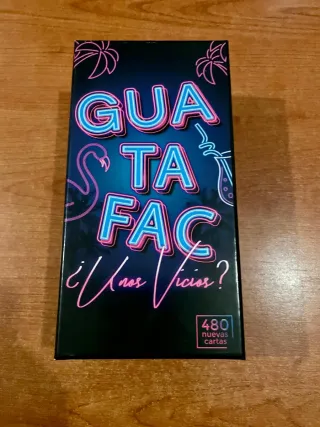 GUA
TA
FAC
¿Unos Vicios?
480
nuevas
cartas